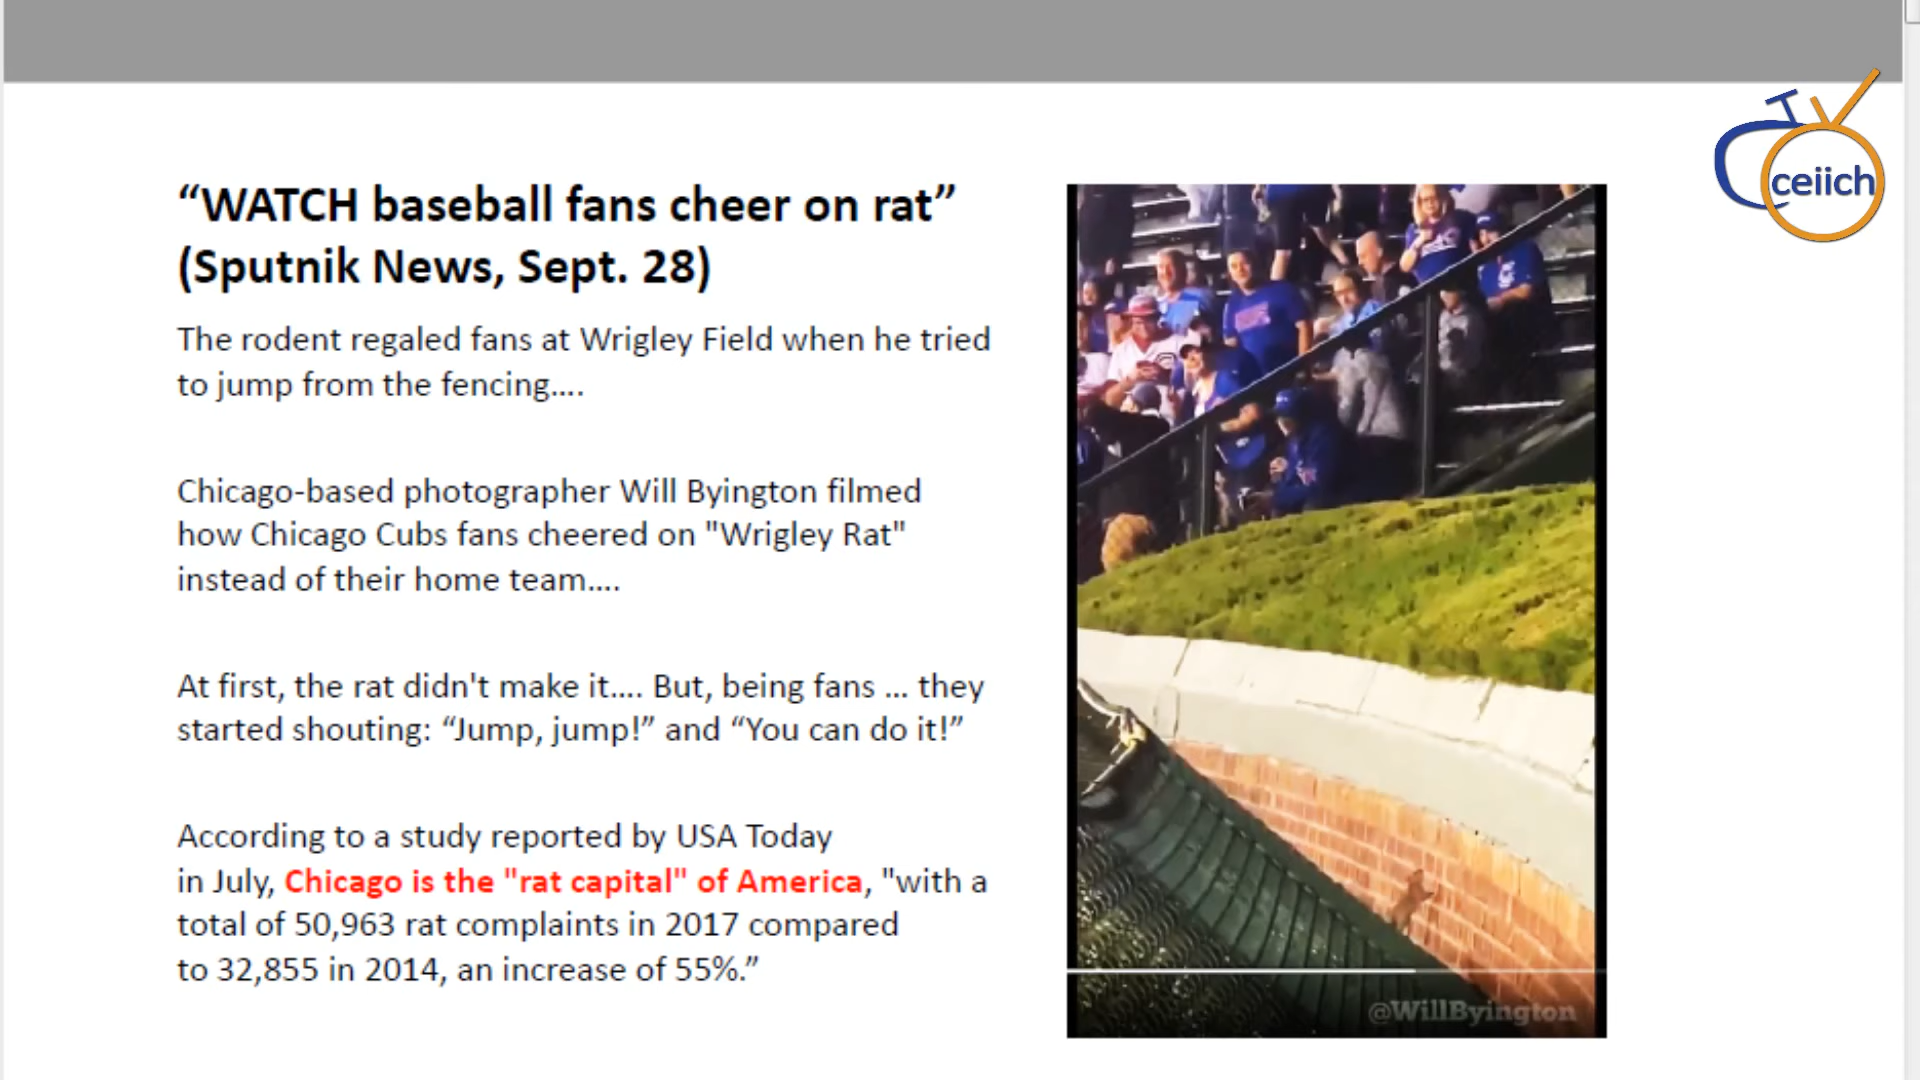 “WATCH baseball fans cheer on rat”
(Sputnik News, Sept. 28)
The rodent regaled fans at Wrigley Field when he tried
to jump from the fencing....
Chicago-based photographer Will Byington filmed
how Chicago Cubs fans cheered on "Wrigley Rat"
instead of their home team....
At first, the rat didn't make it.... But, being fans ... they
started shouting: “Jump, jump!” and “You can do it!”
According to a study reported by USA Today
in July, Chicago is the "rat capital" of America, "with a
total of 50,963 rat complaints in 2017 compared
to 32,855 in 2014, an increase of 55%.”
TV
ceiich
@WillByington